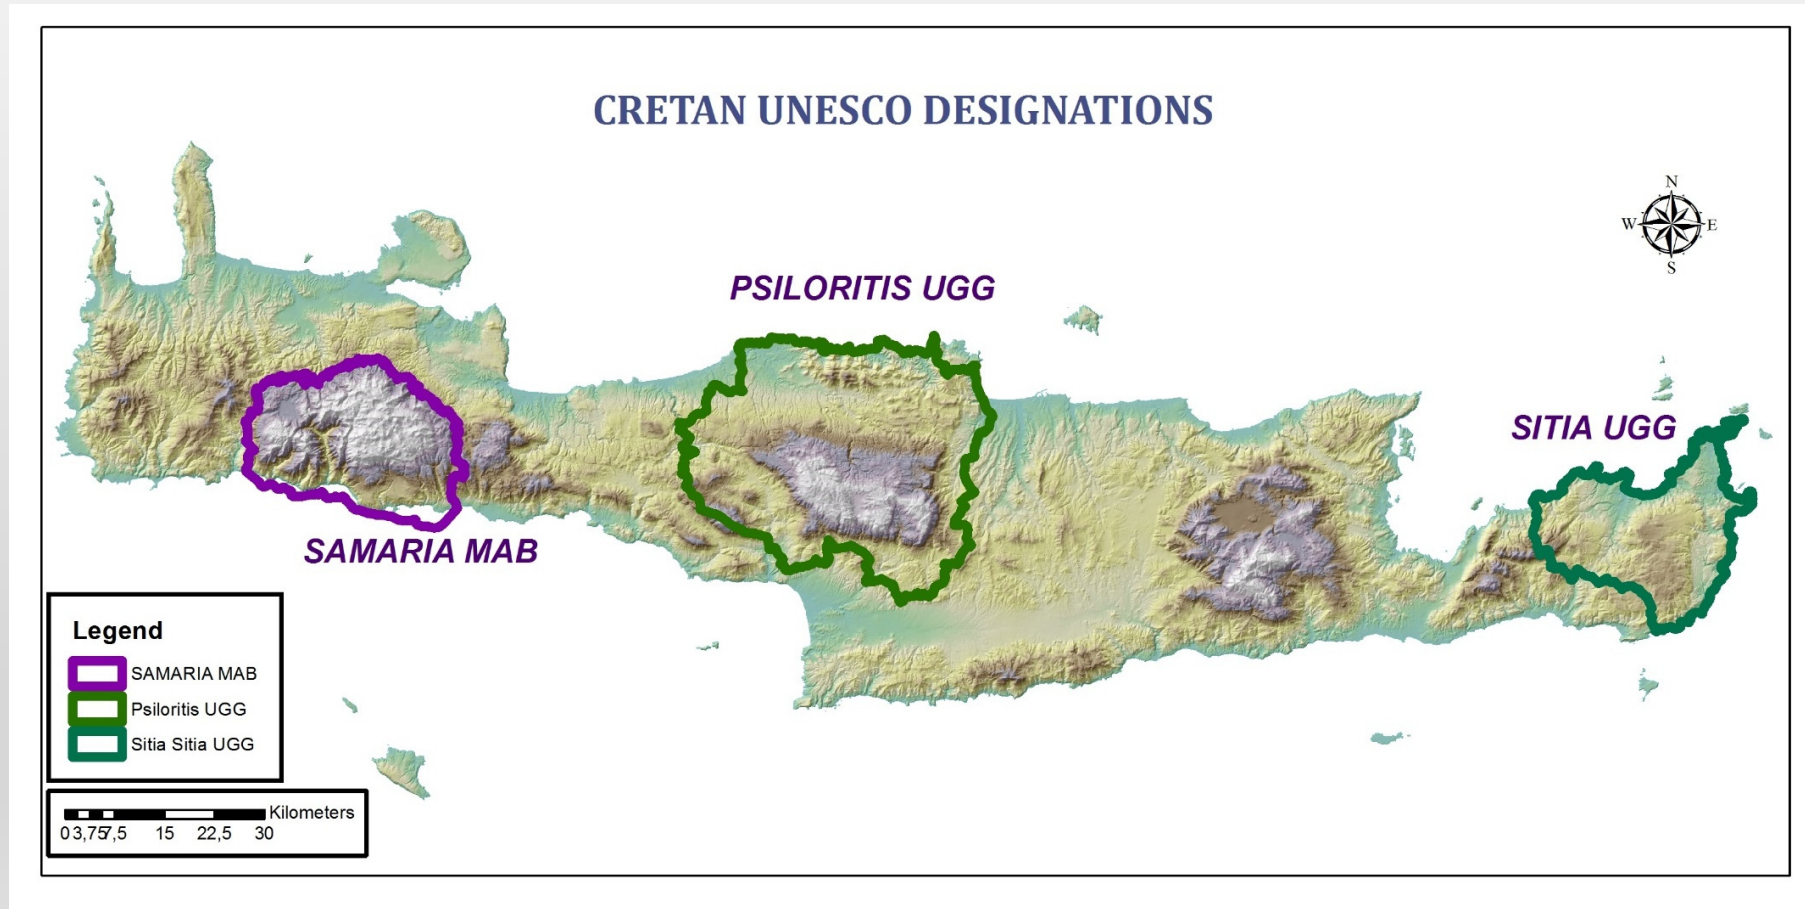 CRETAN UNESCO DESIGNATIONS
N
W E
S
PSILORITIS UGG
SITIA UGG
SAMARIA MAB
Legend
SAMARIA MAB
Psiloritis UGG
Sitia Sitia UGG
Kilometers
0 3,75 7,5 15 22,5 30